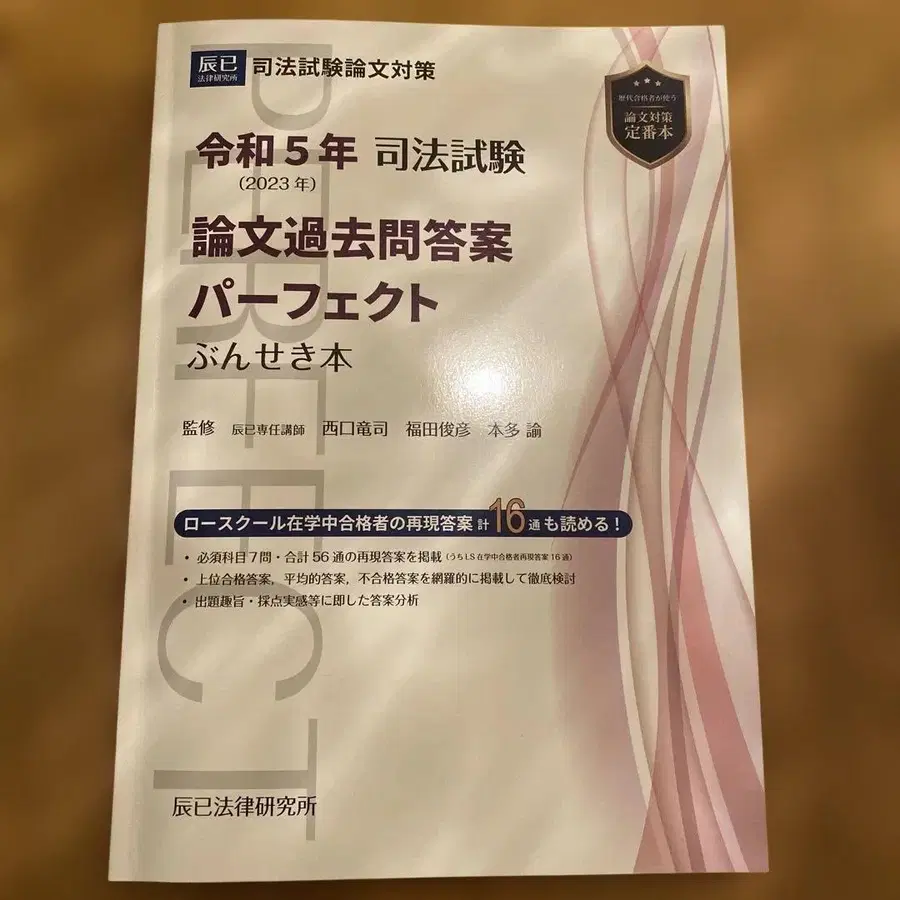 辰已
法律研究所
司法試験論文対策
歴代合格者が使う
論文対策
定番本
令和5年 司法試験
(2023年)
論文過去問答案
パーフェクト
ぶんせき本
監修 辰已専任講師 西口竜司 福田俊彦 本多 諭
ロースクール在学中合格者の再現答案 計16通も読める!
・必須科目7問・合計56通の再現答案を掲載(うちLS在学中合格者再現答案16通)
・上位合格答案,平均的答案,不合格答案を網羅的に掲載して徹底検討
・出題趣旨・採点実感等に即した答案分析
PERFECT
辰已法律研究所